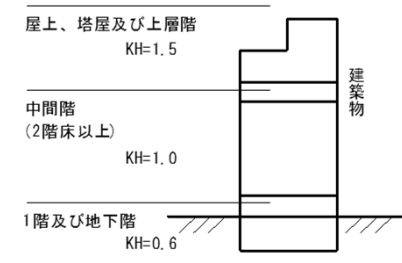 屋上、塔屋及び上層階
KH=1.5
建築物
中間階
(2階床以上)
KH=1.0
1階及び地下階
KH=0.6